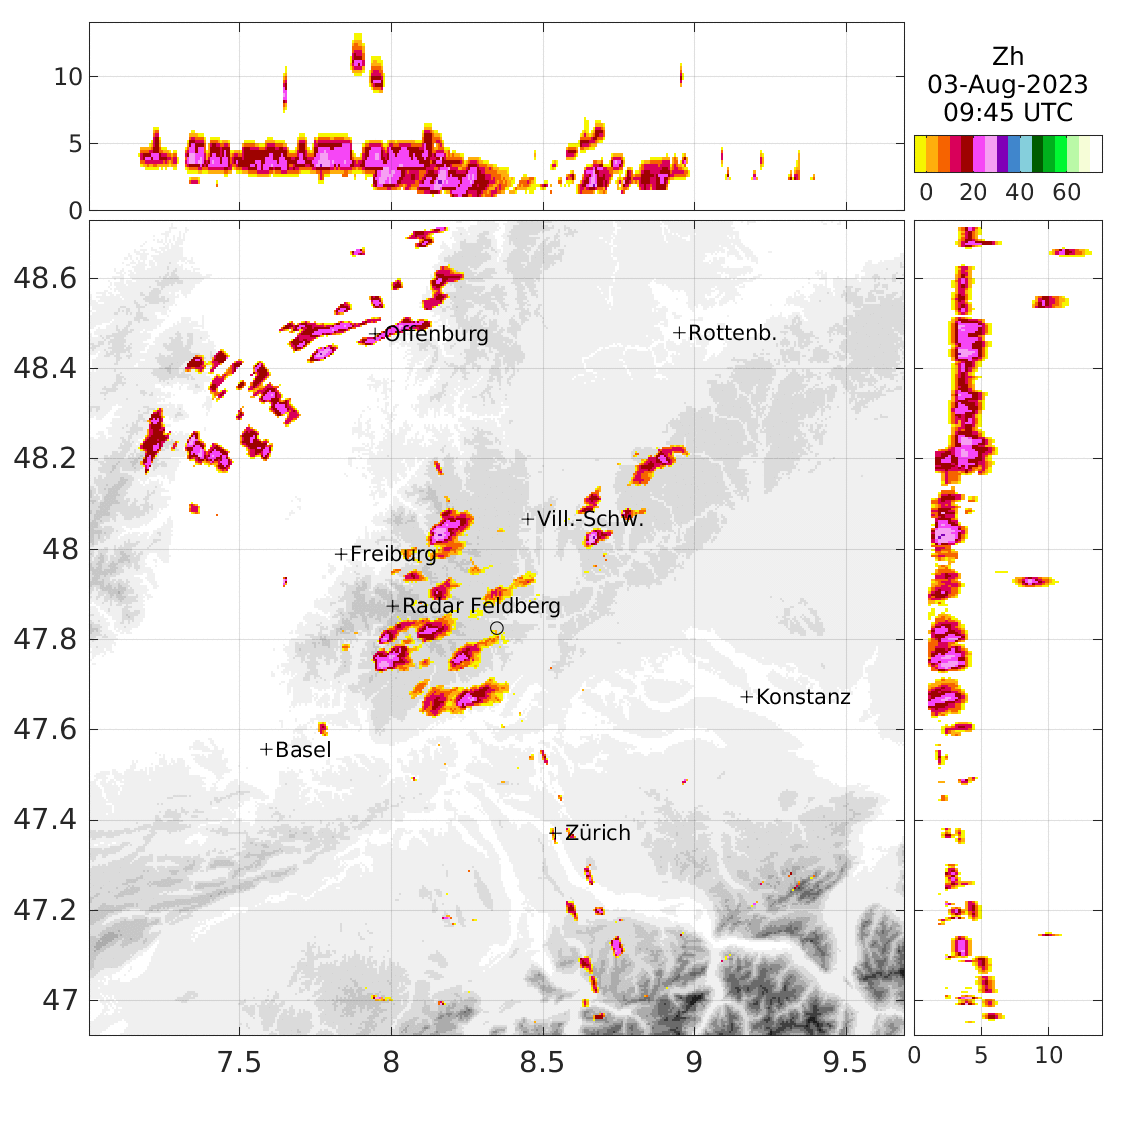 10
5
0
Zh
03-Aug-2023
09:45 UTC
0 20 40 60
48.6
48.4
48.2
48
47.8
47.6
47.4
47.2
47
Offenburg
Rottenb.
Vill.-Schw.
Freiburg
Radar Feldberg
Konstanz
Basel
Zürich
7.5 8 8.5 9 9.5
0 5 10